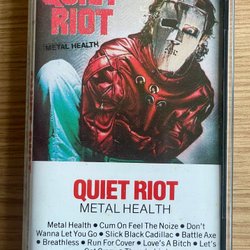 QUIET
RIOT
METAL HEALTH
QUIET RIOT
METAL HEALTH
Metal Health • Cum On Feel The Noize • Don't
Wanna Let You Go • Slick Black Cadillac • Battle Axe
• Breathless • Run For Cover • Love's A Bitch • Let's